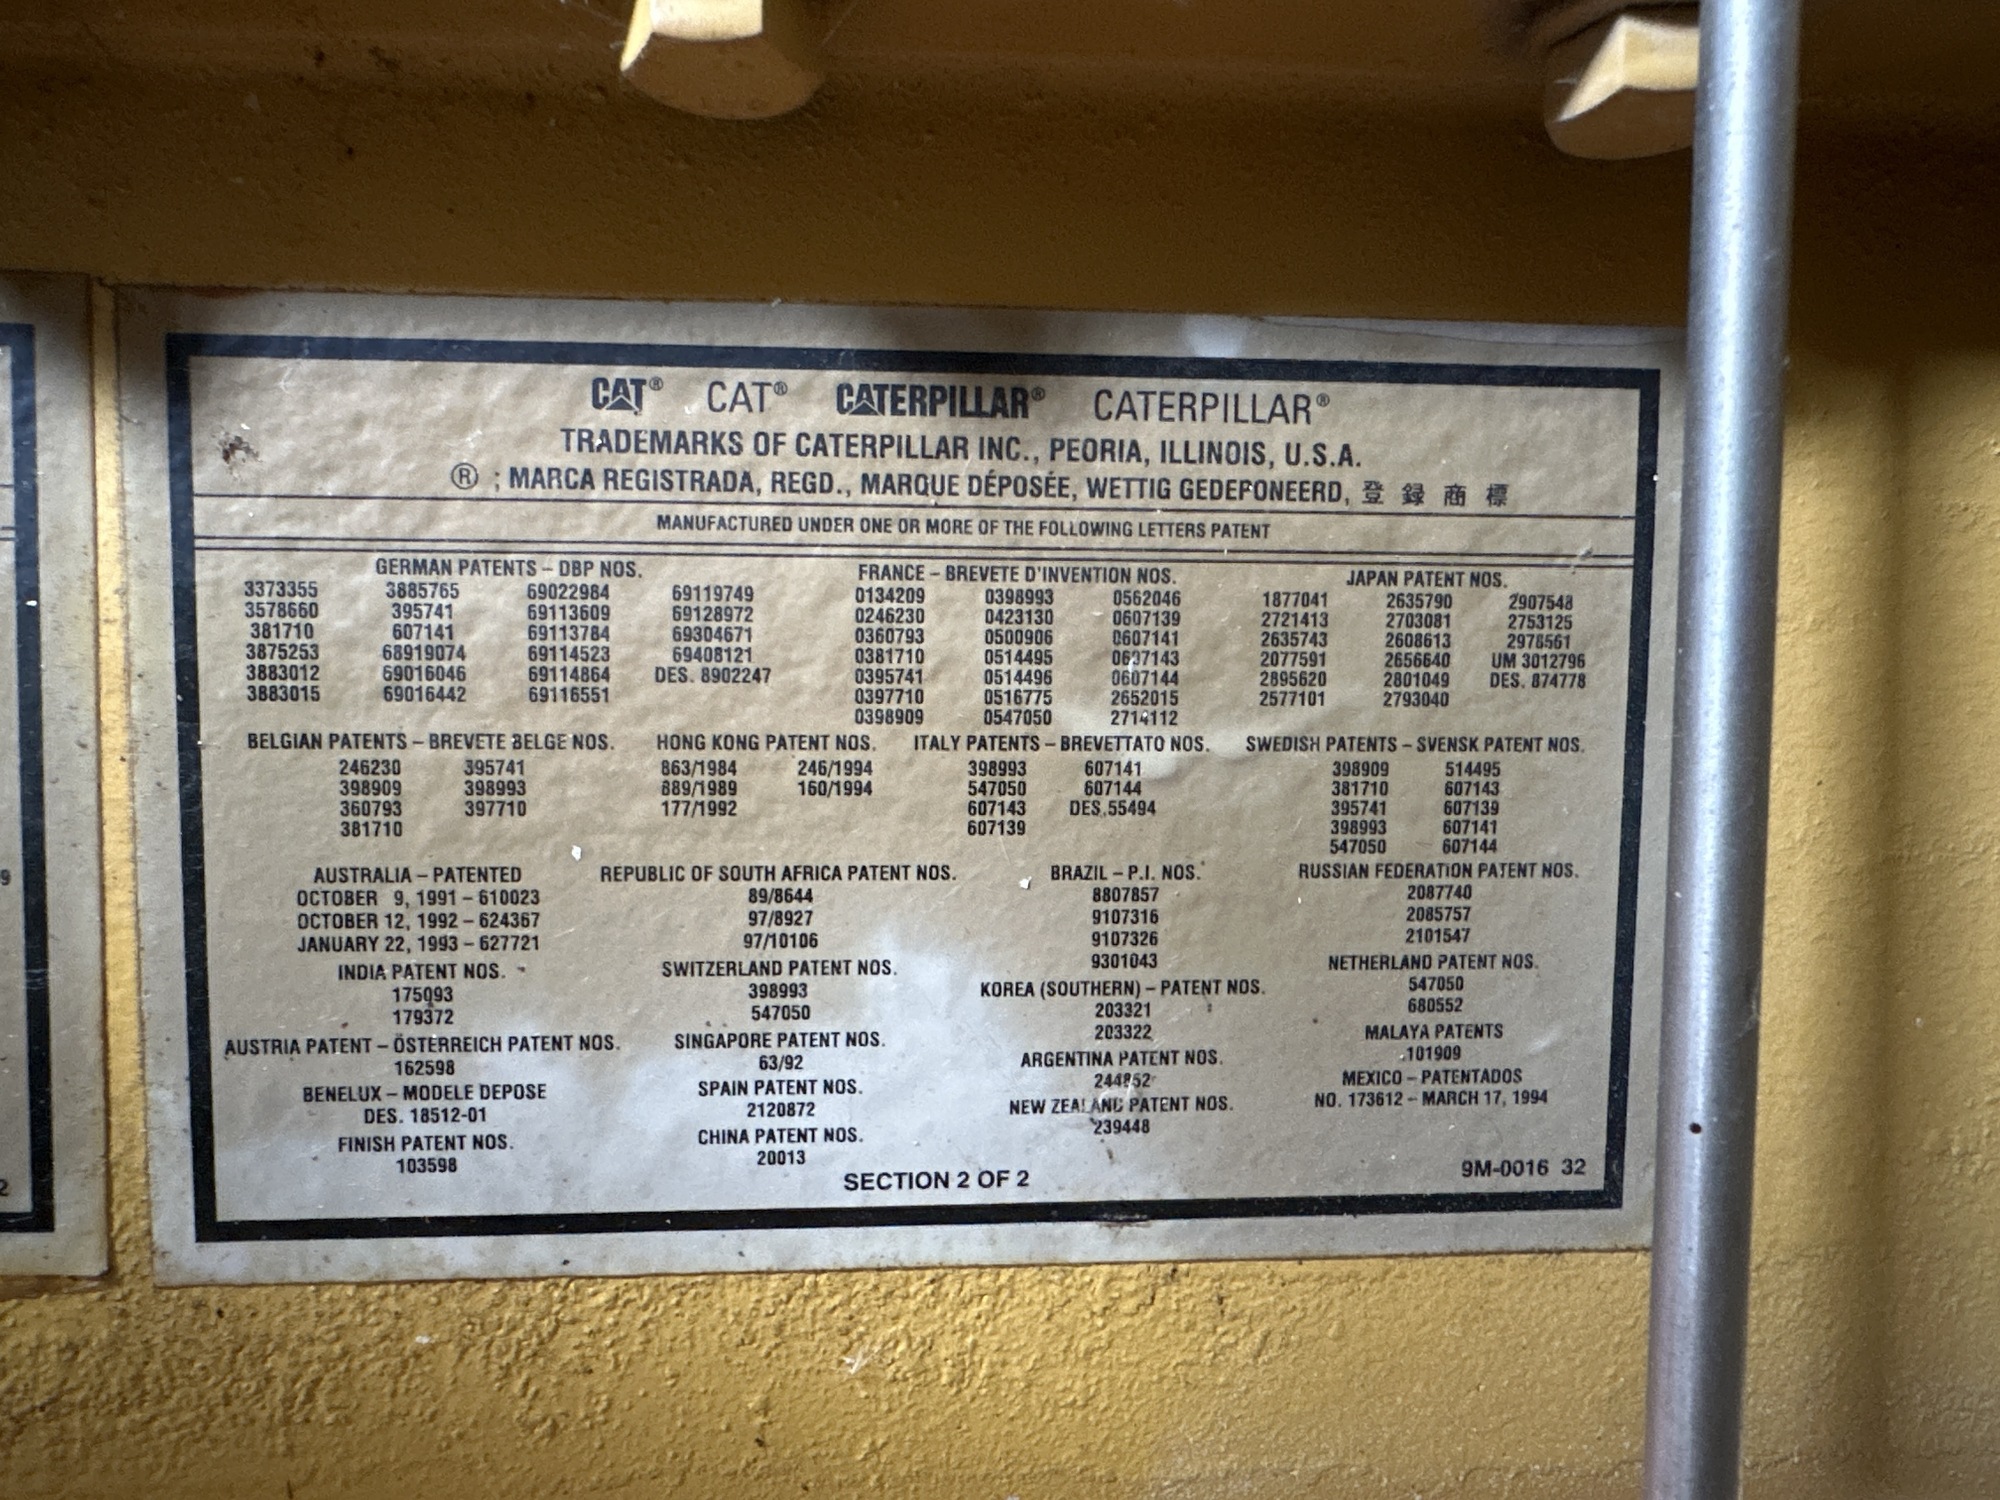 CAT® CAT® CATERPILLAR® CATERPILLAR®
TRADEMARKS OF CATERPILLAR INC., PEORIA, ILLINOIS, U.S.A.
® ; MARCA REGISTRADA, REGD., MARQUE DÉPOSÉE, WETTIG GEDEPONEERD, 登 録 商 標
MANUFACTURED UNDER ONE OR MORE OF THE FOLLOWING LETTERS PATENT
GERMAN PATENTS – DBP NOS.
3373355 3885765 69022984 69119749
3578660 395741 69113609 69128972
381710 607141 69113784 69304671
3875253 68919074 69114523 69408121
3883012 69016046 69114864 DES. 8902247
3883015 69016442 69116551
FRANCE – BREVETE D'INVENTION NOS.
0134209 0398993 0562046
0246230 0423130 0607139
0360793 0500906 0607141
0381710 0514495 0607143
0395741 0514496 0607144
0397710 0516775 2652015
0398909 0547050 2714112
JAPAN PATENT NOS.
1877041 2635790 2907548
2721413 2703081 2753125
2635743 2608613 2978561
2077591 2656640 UM 3012796
2895620 2801049 DES. 874778
2577101 2793040
BELGIAN PATENTS – BREVETE BELGE NOS.
246230 395741
398909 398993
360793 397710
381710
HONG KONG PATENT NOS.
863/1984 246/1994
889/1989 160/1994
177/1992
ITALY PATENTS – BREVETTATO NOS.
398993 607141
547050 607144
607143 DES.55494
607139
SWEDISH PATENTS – SVENSK PATENT NOS.
398909 514495
381710 607143
395741 607139
398993 607141
547050 607144
AUSTRALIA – PATENTED
OCTOBER 9, 1991 – 610023
OCTOBER 12, 1992 – 624367
JANUARY 22, 1993 – 627721
INDIA PATENT NOS.
175093
179372
AUSTRIA PATENT – ÖSTERREICH PATENT NOS.
162598
BENELUX – MODELE DEPOSE
DES. 18512-01
FINISH PATENT NOS.
103598
REPUBLIC OF SOUTH AFRICA PATENT NOS.
89/8644
97/8927
97/10106
SWITZERLAND PATENT NOS.
398993
547050
SINGAPORE PATENT NOS.
63/92
SPAIN PATENT NOS.
2120872
CHINA PATENT NOS.
20013
BRAZIL – P.I. NOS.
8807857
9107316
9107326
9301043
KOREA (SOUTHERN) – PATENT NOS.
203321
203322
ARGENTINA PATENT NOS.
244852
NEW ZEALAND PATENT NOS.
239448
RUSSIAN FEDERATION PATENT NOS.
2087740
2085757
2101547
NETHERLAND PATENT NOS.
547050
680552
MALAYA PATENTS
101909
MEXICO – PATENTADOS
NO. 173612 – MARCH 17, 1994
SECTION 2 OF 2
9M-0016 32